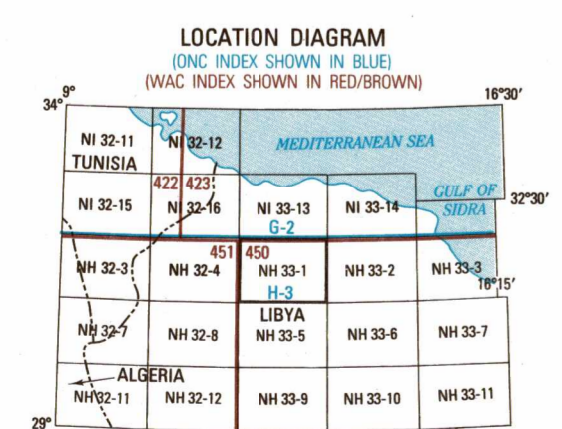 LOCATION DIAGRAM
(ONC INDEX SHOWN IN BLUE)
(WAC INDEX SHOWN IN RED/BROWN)
9°
34°
16°30'
NI 32-11
NI 32-12
MEDITERRANEAN SEA
TUNISIA
422 423
GULF OF
SIDRA
32°30'
NI 32-15
NI 32-16
NI 33-13
NI 33-14
G-2
451 450
NH 32-3
NH 32-4
NH 33-1
NH 33-2
NH 33-3
16°15'
H-3
LIBYA
NH 32-7
NH 32-8
NH 33-5
NH 33-6
NH 33-7
ALGERIA
NH 32-11
NH 32-12
NH 33-9
NH 33-10
NH 33-11
29°